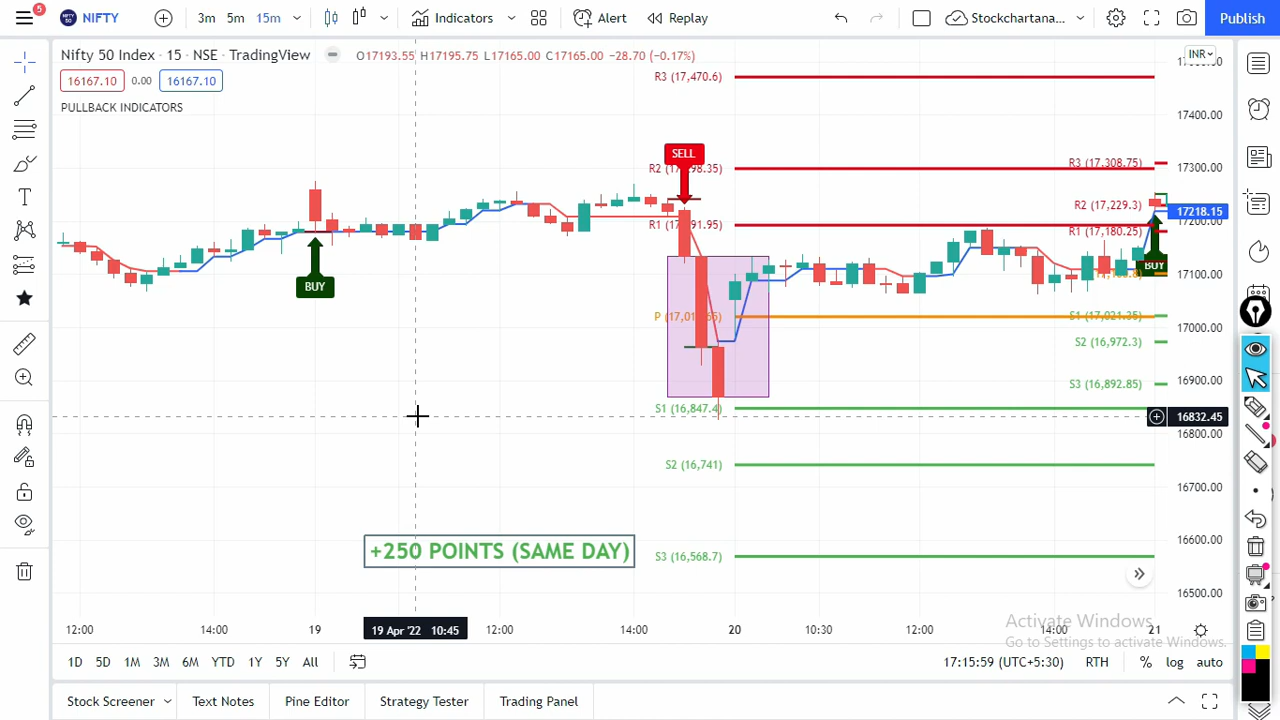 5
NIFTY
3m 5m 15m Indicators Alert Replay Stockchartana... Publish
Nifty 50 Index · 15 · NSE · TradingView O17193.55 H17195.75 L17165.00 C17165.00 -28.70 (-0.17%)
INR
16167.10 0.00 16167.10
PULLBACK INDICATORS
R3 (17,470.6)
17400.00
SELL
R3 (17,308.75)
17300.00
R2 (17,229.3)
17218.15
R1 (17,180.25)
17200.00
BUY
17100.00
BUY
S1 (17,021.35)
17000.00
S2 (16,972.3)
S3 (16,892.85)
16900.00
S1 (16,847.4)
16832.45
16800.00
S2 (16,741)
16700.00
+250 POINTS (SAME DAY)
16600.00
S3 (16,568.7)
16500.00
Activate Windows
Go to Settings to activate Windows.
12:00 14:00 19 19 Apr '22 10:45 12:00 14:00 20 10:30 12:00 14:00 21
1D 5D 1M 3M 6M YTD 1Y 5Y All 17:15:59 (UTC+5:30) RTH % log auto
Stock Screener Text Notes Pine Editor Strategy Tester Trading Panel